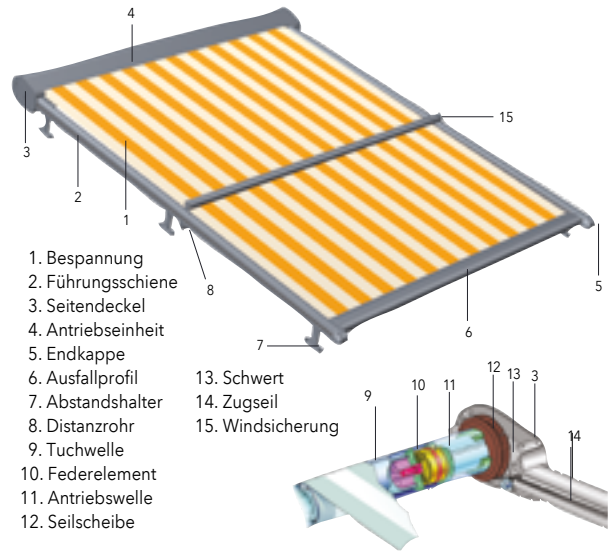 4
15
3
2
1
5
8
6
7
1. Bespannung
2. Führungsschiene
3. Seitendeckel
4. Antriebseinheit
5. Endkappe
6. Ausfallprofil
7. Abstandshalter
8. Distanzrohr
9. Tuchwelle
10. Federelement
11. Antriebswelle
12. Seilscheibe
13. Schwert
14. Zugseil
15. Windsicherung
9
10
11
12
13
3
14